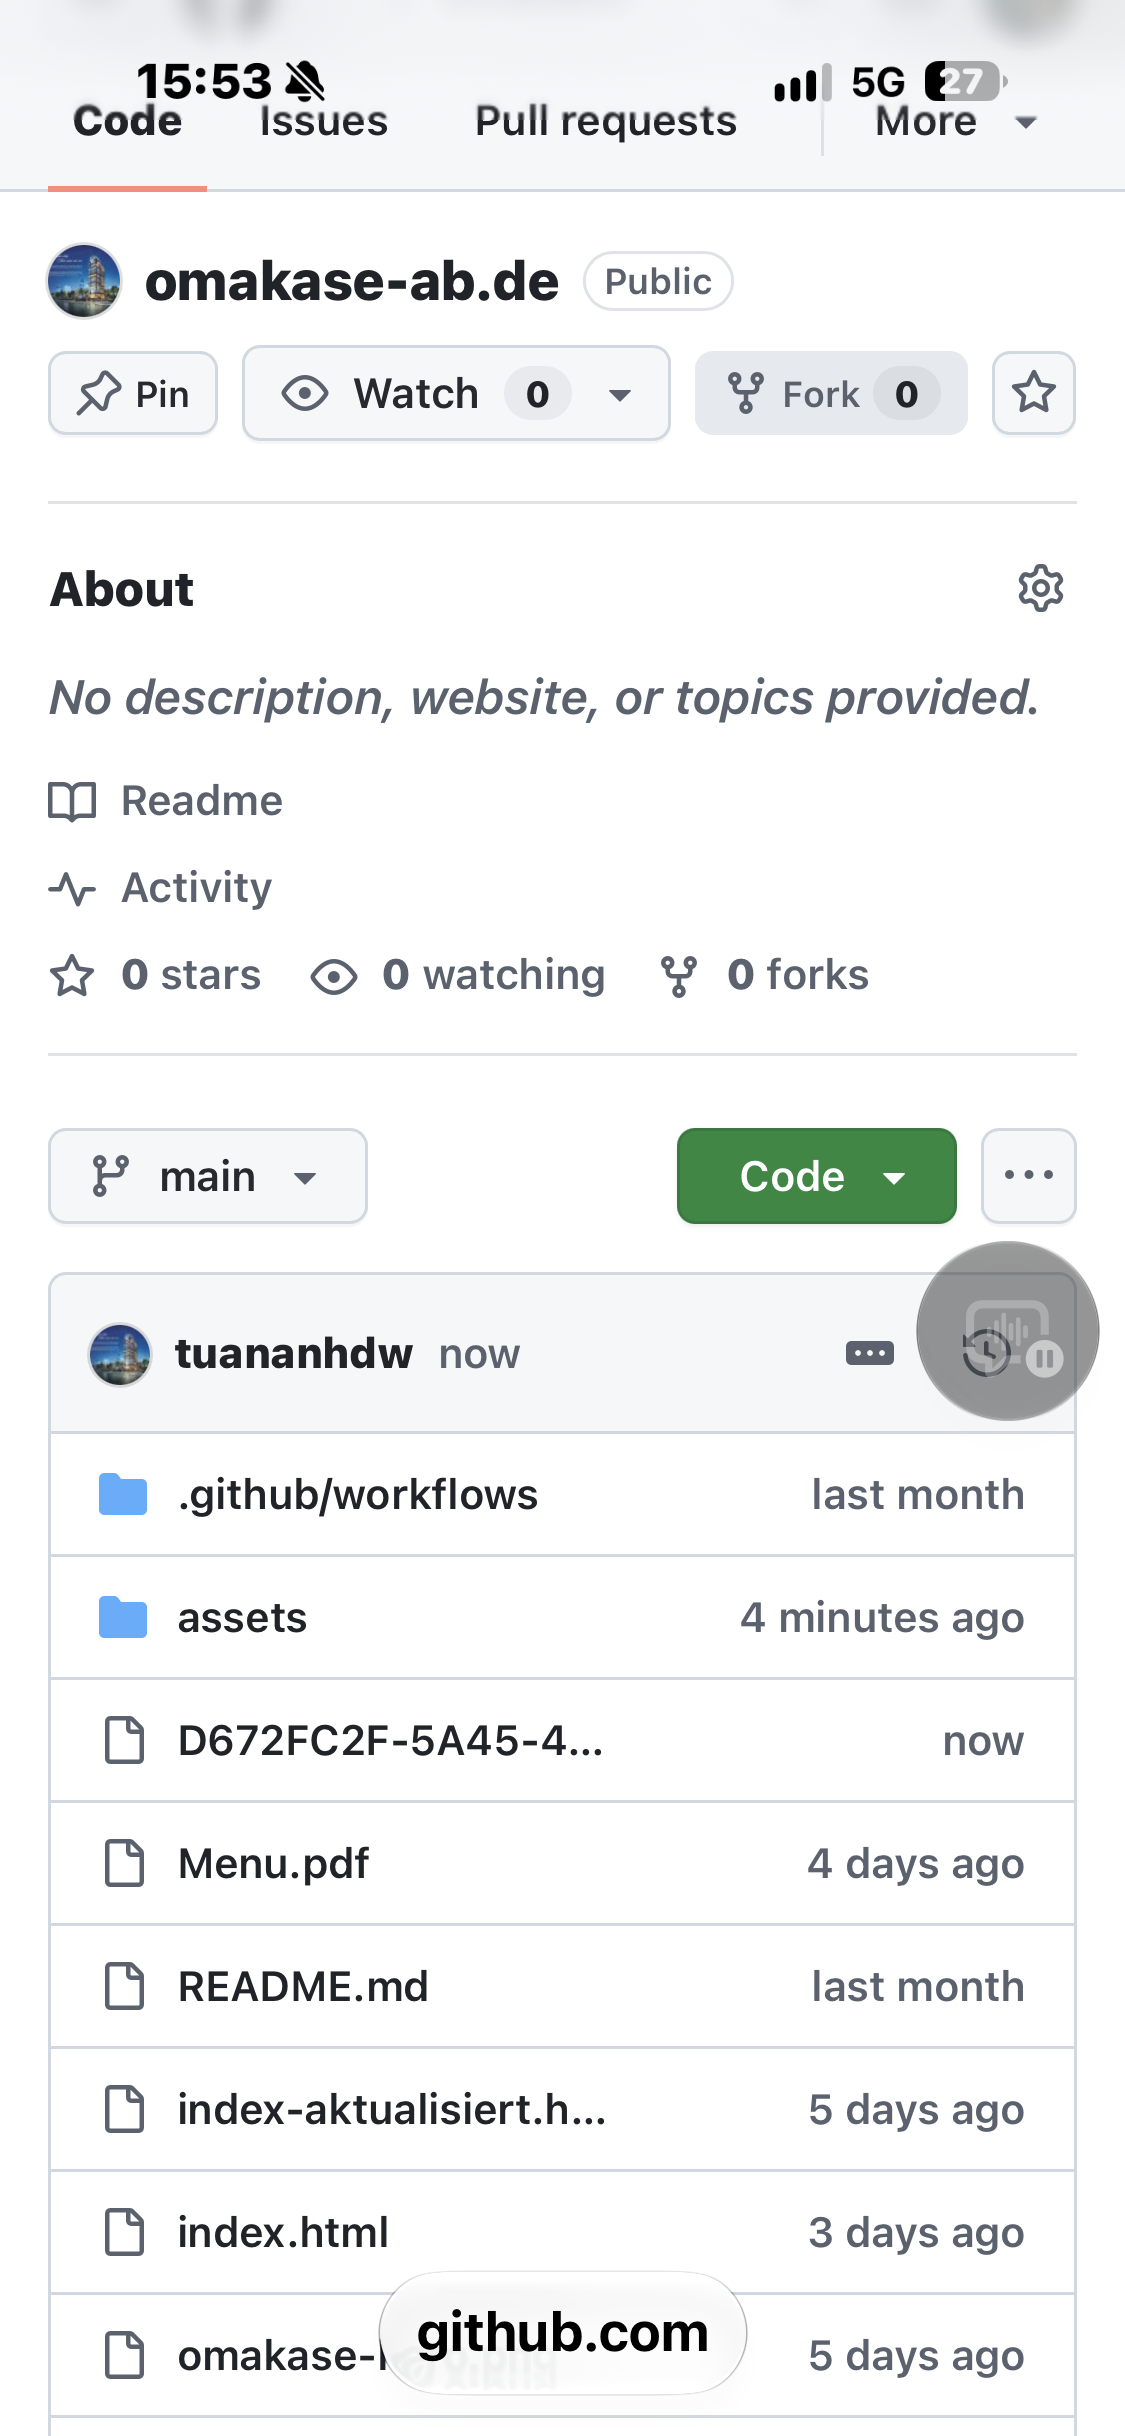 15:53
5G
27
Code
Issues
Pull requests
More
omakase-ab.de
Public
Pin
Watch 0
Fork 0
About
No description, website, or topics provided.
Readme
Activity
0 stars
0 watching
0 forks
main
Code
tuananhdw now
.github/workflows last month
assets 4 minutes ago
D672FC2F-5A45-4... now
Menu.pdf 4 days ago
README.md last month
index-aktualisiert.h... 5 days ago
index.html 3 days ago
omakase- 5 days ago
github.com